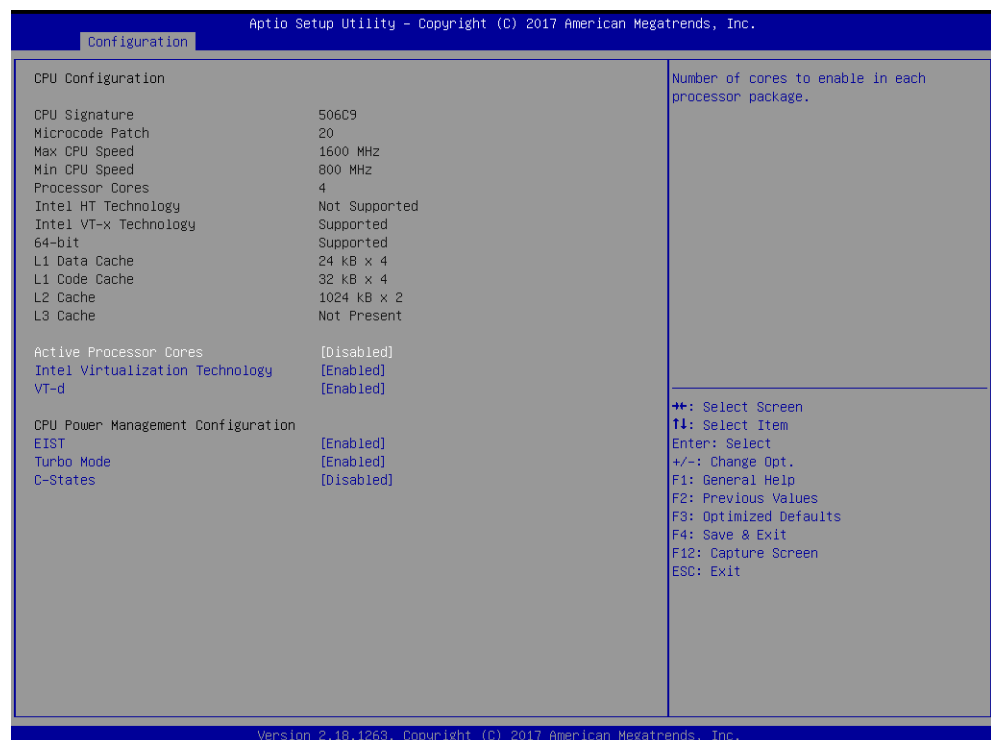 Aptio Setup Utility – Copyright (C) 2017 American Megatrends, Inc.
Configuration
CPU Configuration
CPU Signature 506C9
Microcode Patch 20
Max CPU Speed 1600 MHz
Min CPU Speed 800 MHz
Processor Cores 4
Intel HT Technology Not Supported
Intel VT-x Technology Supported
64-bit Supported
L1 Data Cache 24 kB x 4
L1 Code Cache 32 kB x 4
L2 Cache 1024 kB x 2
L3 Cache Not Present
Active Processor Cores [Disabled]
Intel Virtualization Technology [Enabled]
VT-d [Enabled]
CPU Power Management Configuration
EIST [Enabled]
Turbo Mode [Enabled]
C-States [Disabled]
Number of cores to enable in each
processor package.
→←: Select Screen
↑↓: Select Item
Enter: Select
+/-: Change Opt.
F1: General Help
F2: Previous Values
F3: Optimized Defaults
F4: Save & Exit
F12: Capture Screen
ESC: Exit
Version 2.18.1263. Copyright (C) 2017 American Megatrends, Inc.